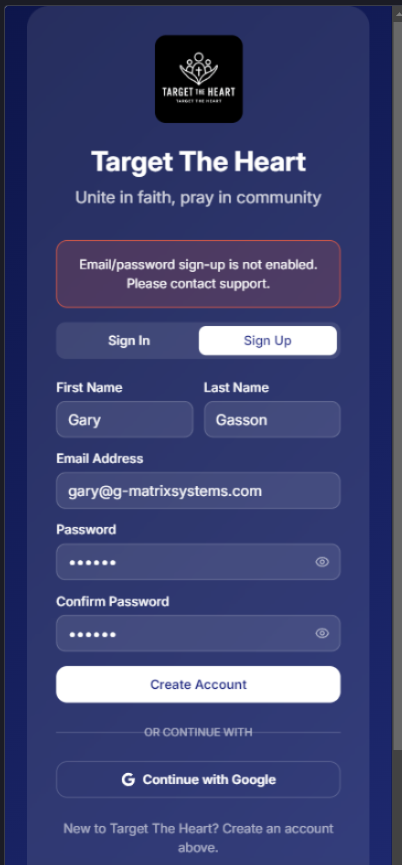 TARGET THE HEART
TARGET THE HEART
Target The Heart
Unite in faith, pray in community
Email/password sign-up is not enabled.
Please contact support.
Sign In Sign Up
First Name Last Name
Gary Gasson
Email Address
gary@g-matrixsystems.com
Password
••••••
Confirm Password
••••••
Create Account
OR CONTINUE WITH
G Continue with Google
New to Target The Heart? Create an account
above.